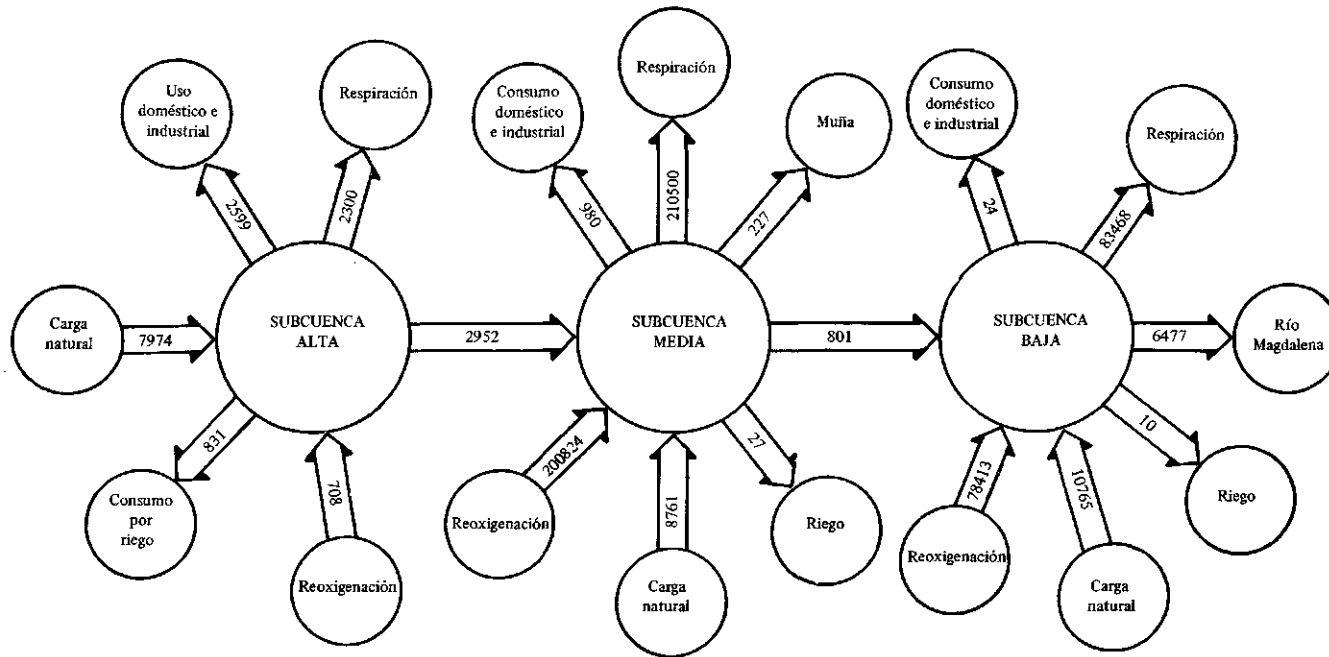 Uso
doméstico e
industrial
Respiración
2599
2300
Carga
natural
7974
SUBCUENCA
ALTA
831
Consumo
por
riego
708
Reoxigenación
2952
Consumo
doméstico
e industrial
Respiración
Muña
980
210500
227
SUBCUENCA
MEDIA
200824
Reoxigenación
8761
Carga
natural
27
Riego
801
Consumo
doméstico
e industrial
Respiración
24
83468
SUBCUENCA
BAJA
6477
Río
Magdalena
10
Riego
78413
Reoxigenación
10765
Carga
natural